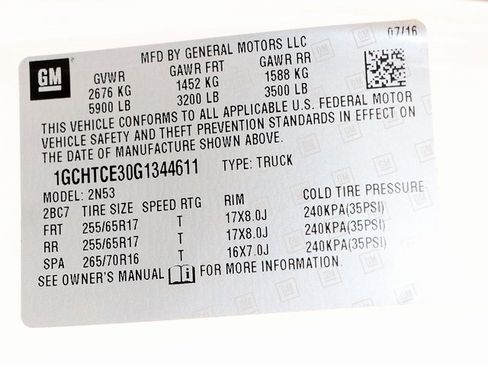 07/16
MFD BY GENERAL MOTORS LLC
GM
GVWR GAWR FRT GAWR RR
2676 KG 1452 KG 1588 KG
5900 LB 3200 LB 3500 LB
THIS VEHICLE CONFORMS TO ALL APPLICABLE U.S. FEDERAL MOTOR
VEHICLE SAFETY AND THEFT PREVENTION STANDARDS IN EFFECT ON
THE DATE OF MANUFACTURE SHOWN ABOVE.
1GCHTCE30G1344611 TYPE: TRUCK
MODEL: 2N53
2BC7 TIRE SIZE SPEED RTG RIM COLD TIRE PRESSURE
FRT 255/65R17 T 17X8.0J 240KPA(35PSI)
RR 255/65R17 T 17X8.0J 240KPA(35PSI)
SPA 265/70R16 T 16X7.0J 240KPA(35PSI)
SEE OWNER'S MANUAL FOR MORE INFORMATION.